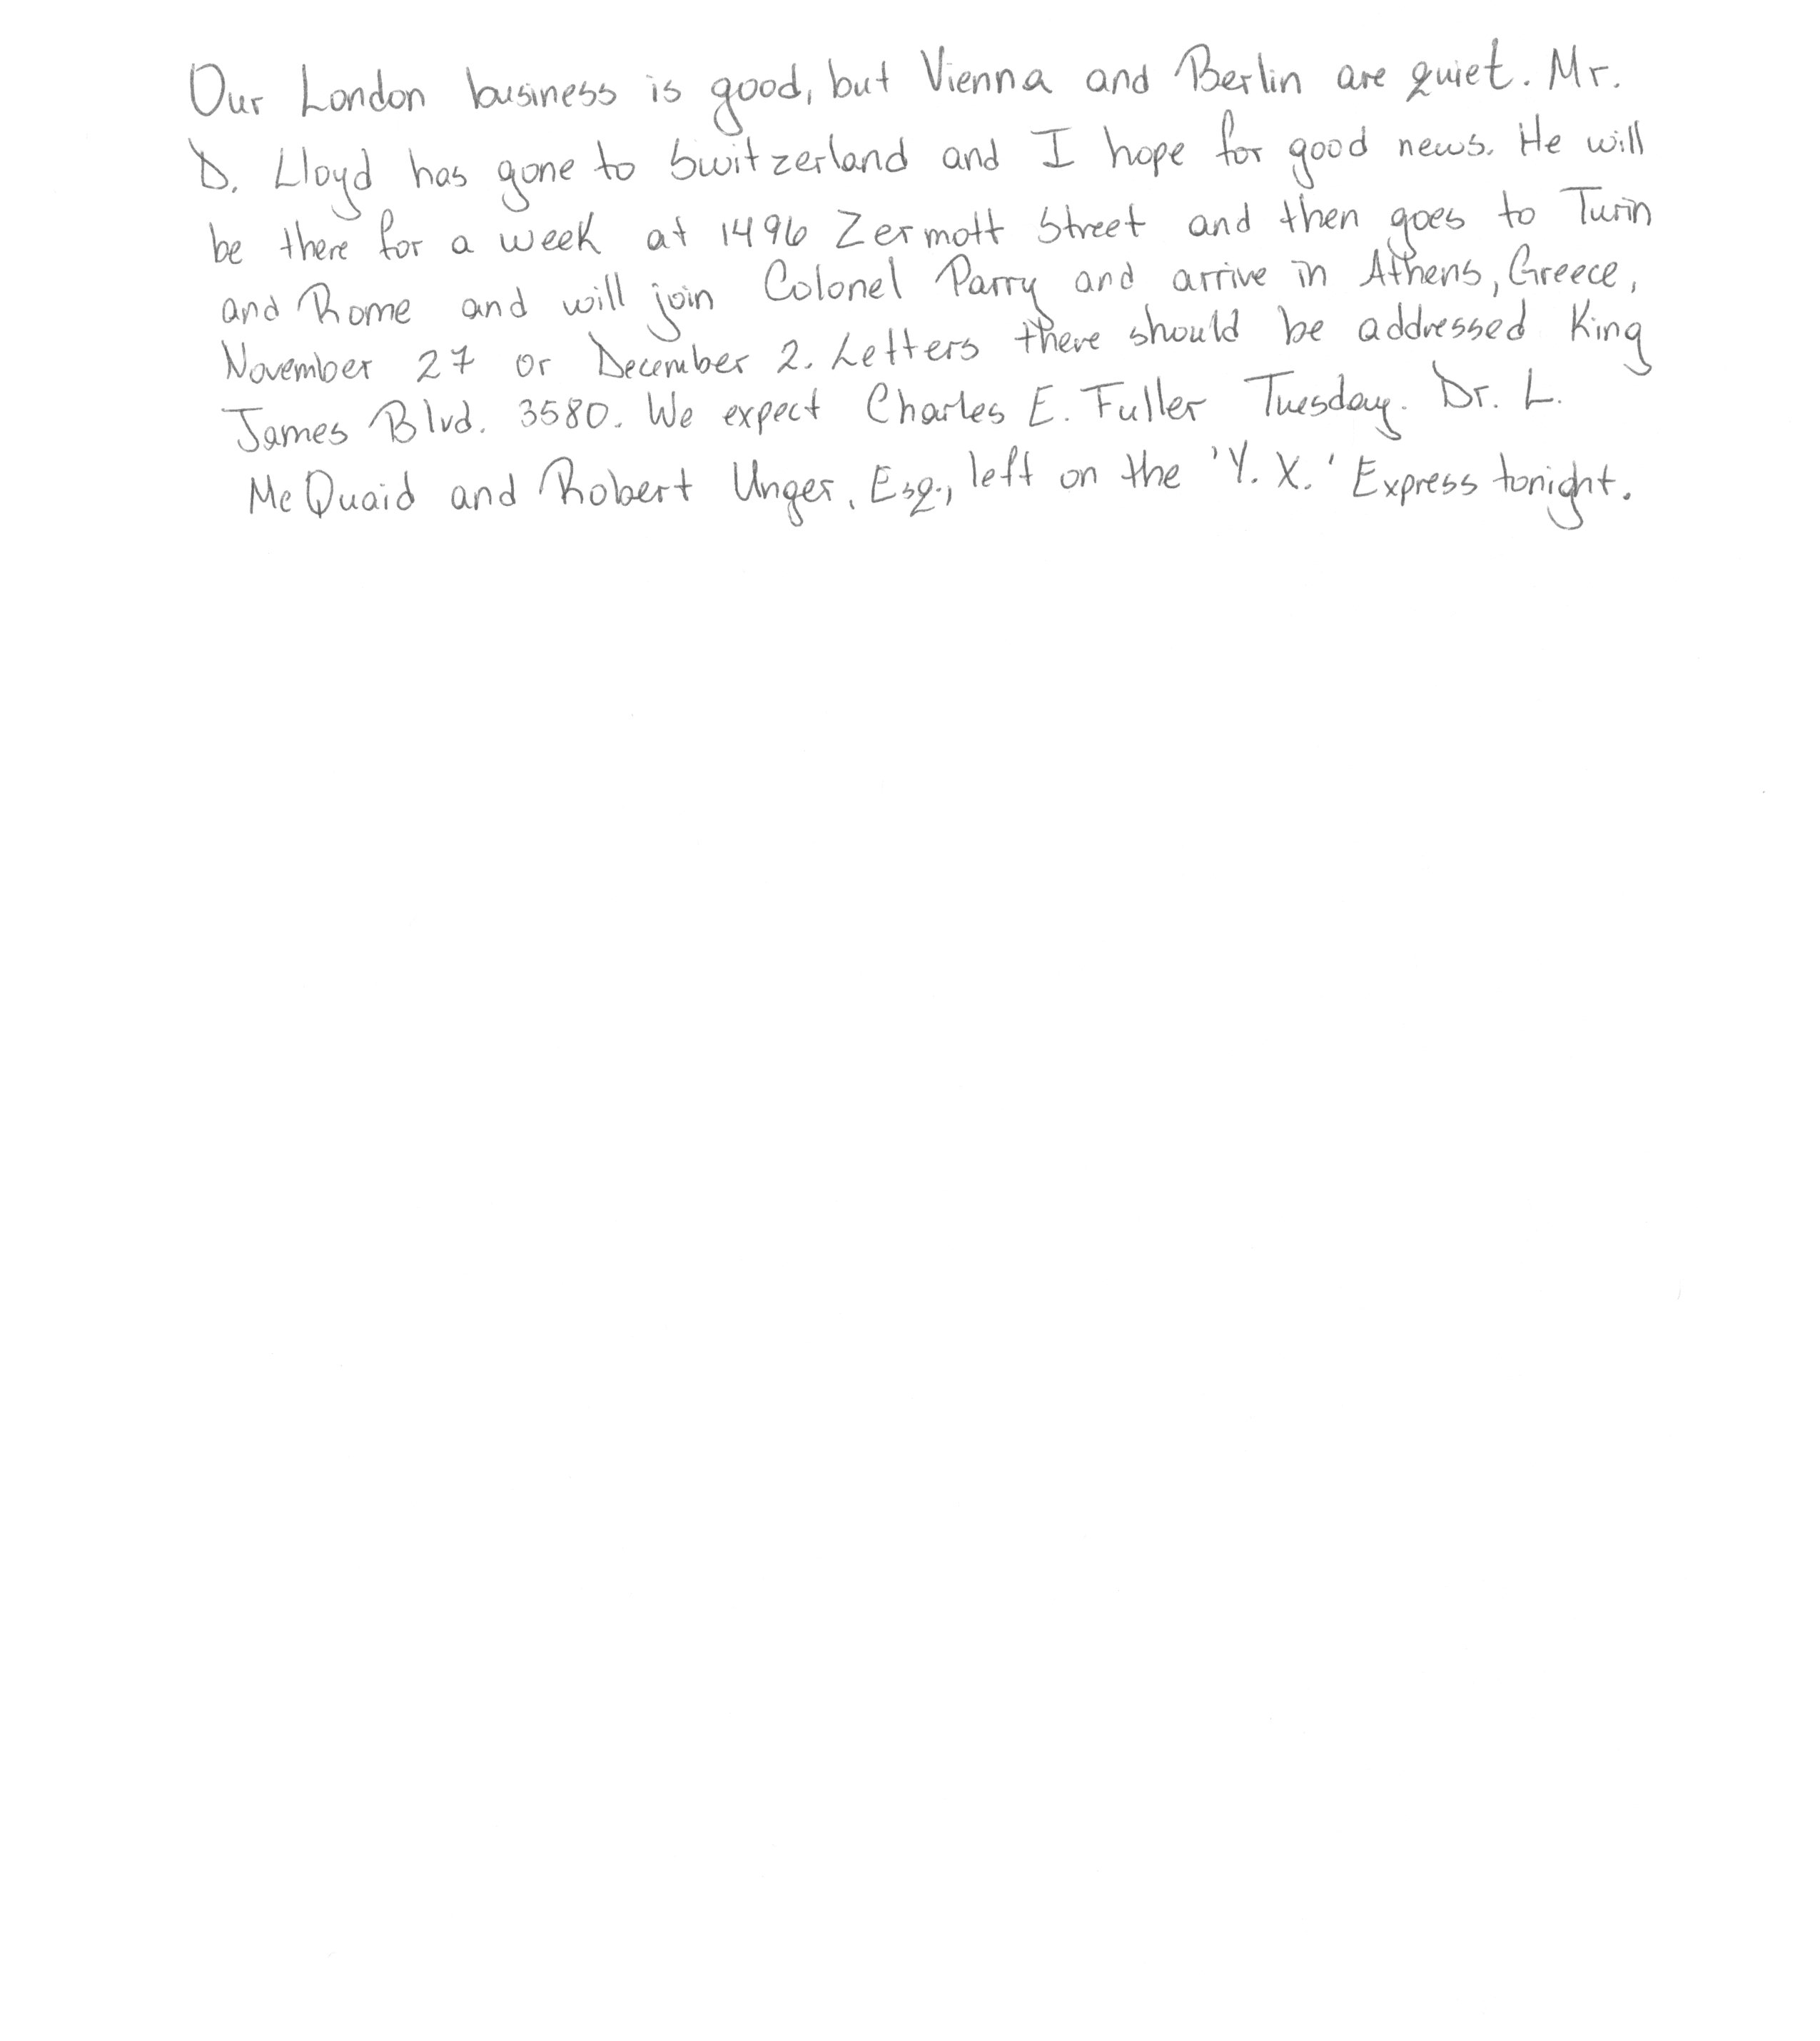 Our London business is good, but Vienna and Berlin are quiet. Mr.
D. Lloyd has gone to Switzerland and I hope for good news. He will
be there for a week at 1496 Zermott Street and then goes to Turin
and Rome and will join Colonel Parry and arrive in Athens, Greece,
November 27 or December 2. Letters there should be addressed King
James Blvd. 3580. We expect Charles E. Fuller Tuesday. Dr. L.
McQuaid and Robert Unger, Esq., left on the 'Y. X.' Express tonight.